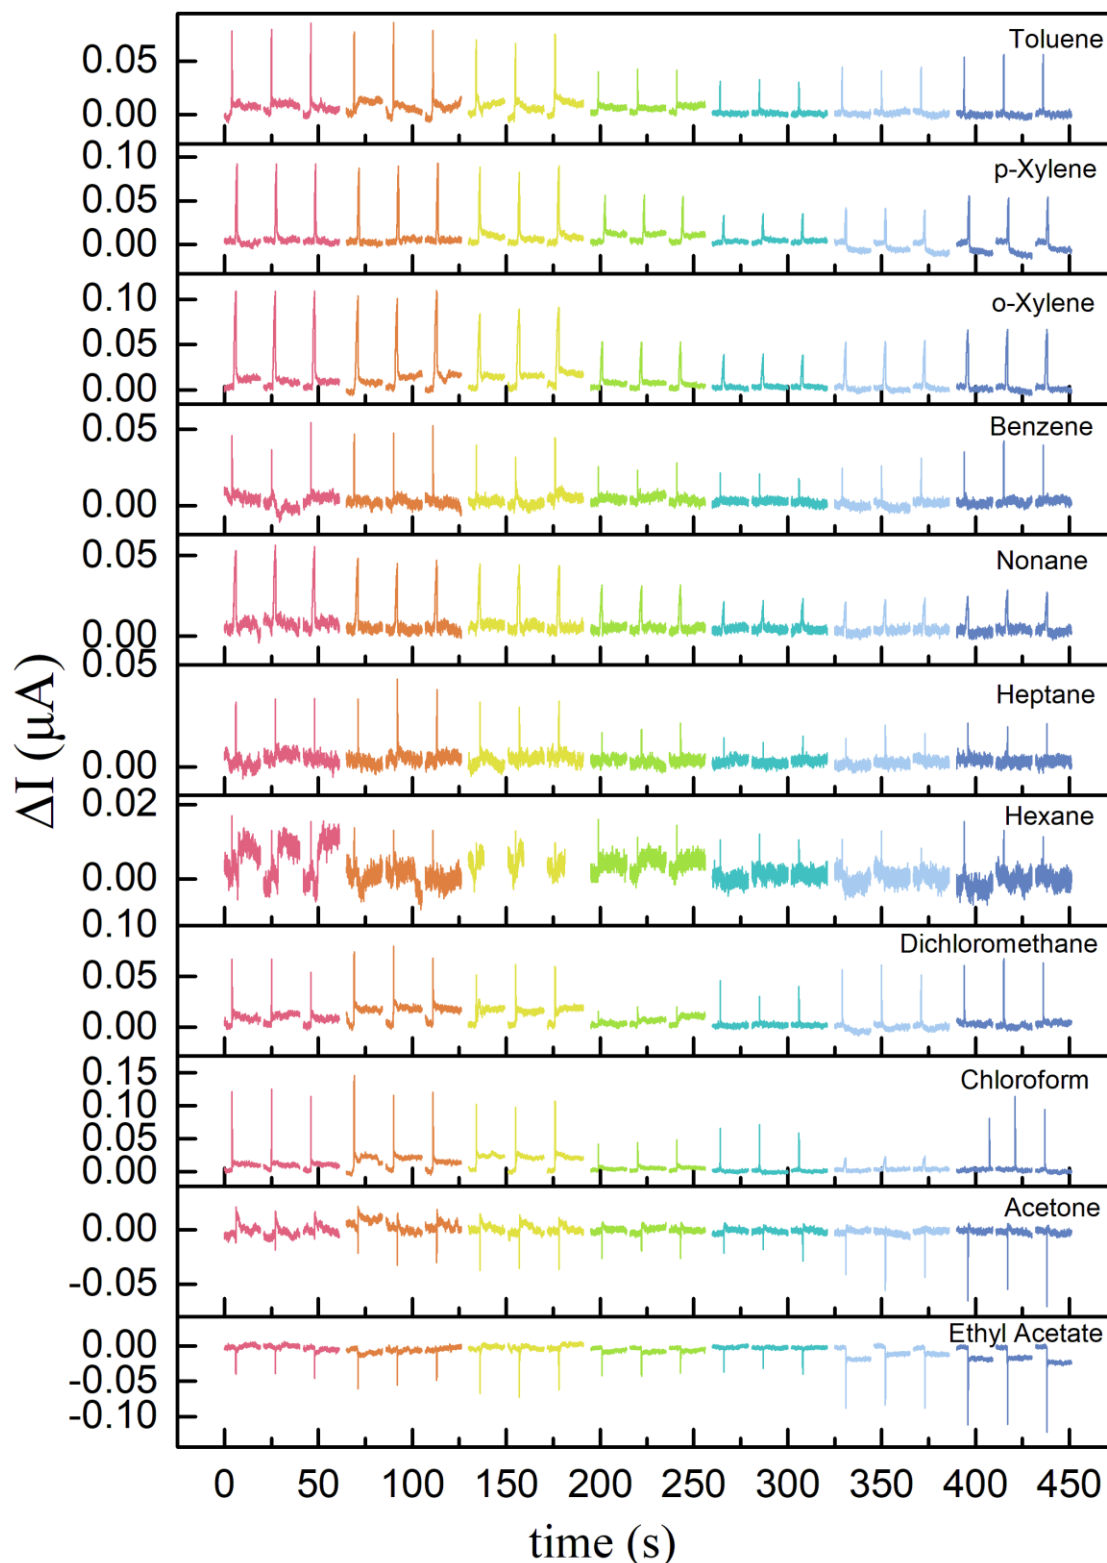 Toluene
0.05
0.00
p-Xylene
0.10
0.05
0.00
o-Xylene
0.10
0.05
0.00
Benzene
0.05
0.00
Nonane
0.05
0.00
Heptane
0.05
0.00
Hexane
0.02
0.00
Dichloromethane
0.10
0.05
0.00
Chloroform
0.15
0.10
0.05
0.00
Acetone
0.00
-0.05
Ethyl Acetate
0.00
-0.05
-0.10
ΔI (μA)
0 50 100 150 200 250 300 350 400 450
time (s)